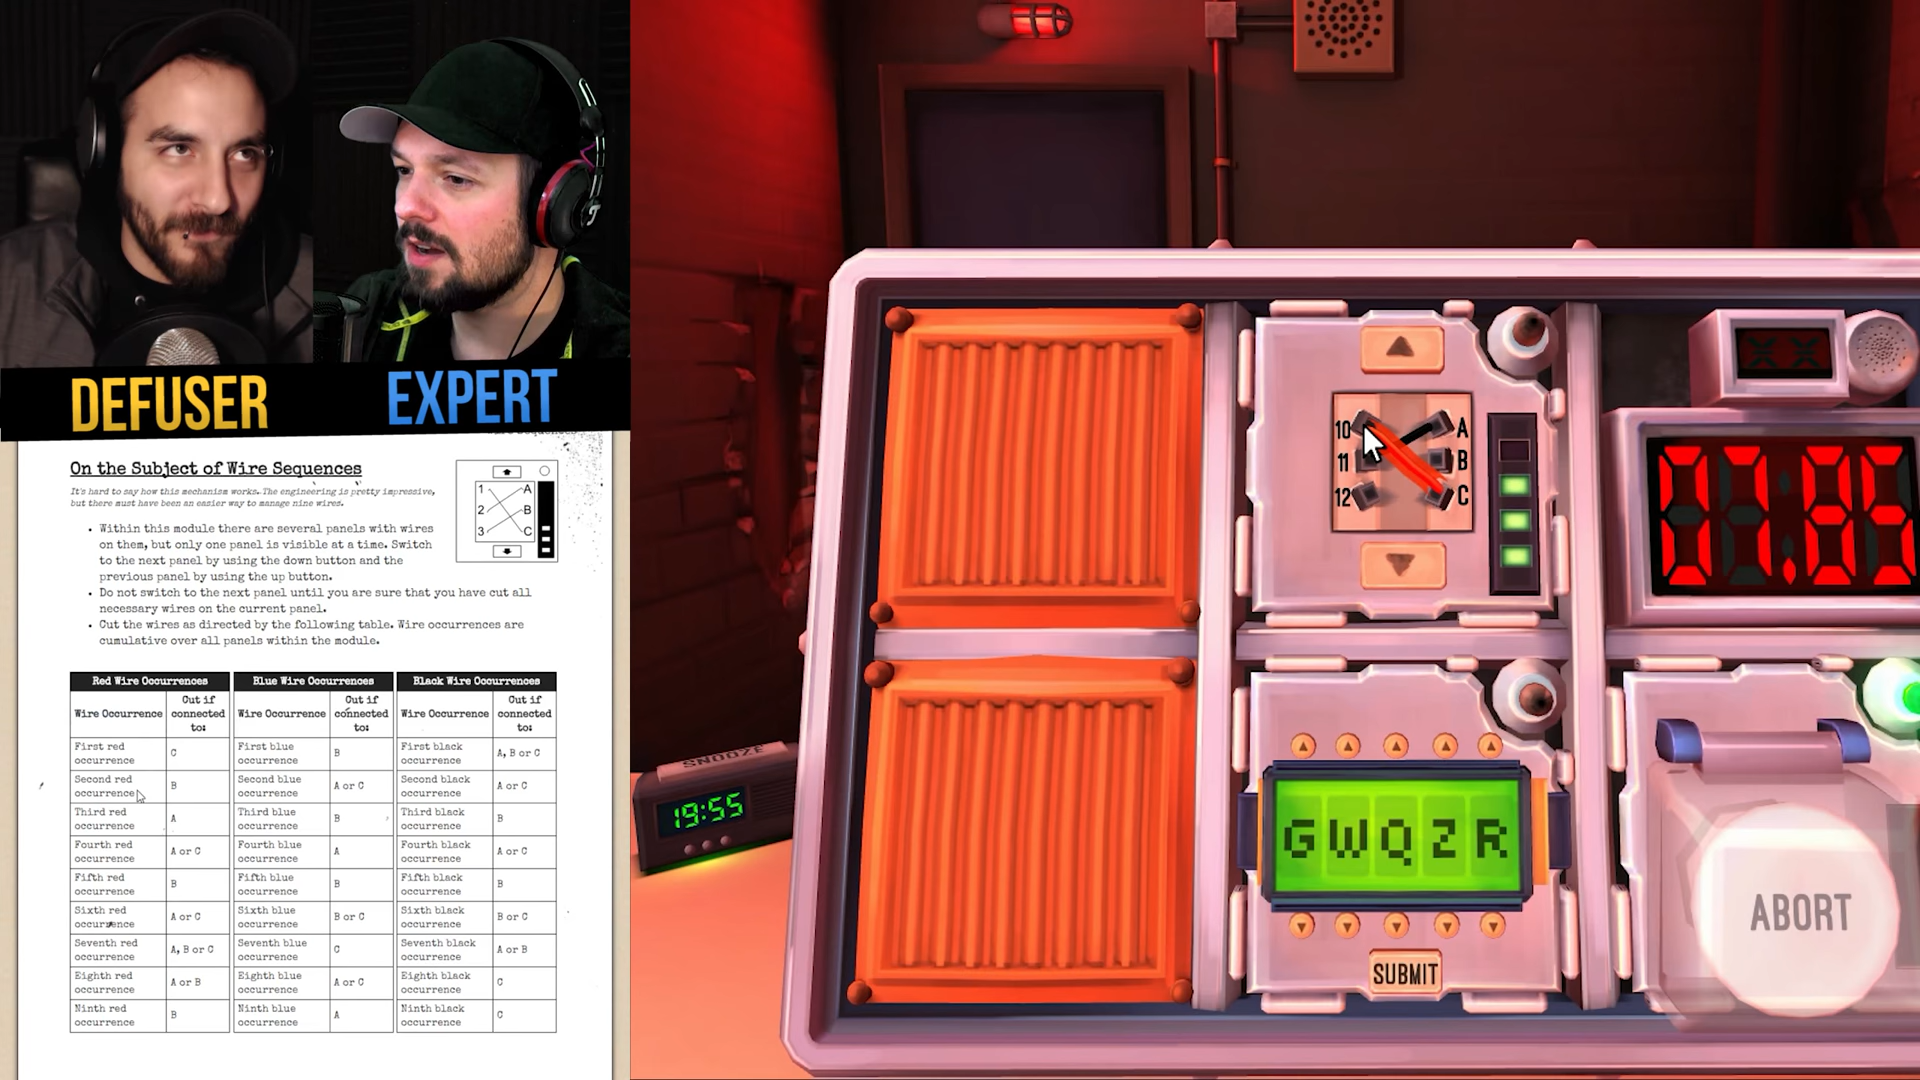 DEFUSER
EXPERT
On the Subject of Wire Sequences
It's hard to say how this mechanism works. The engineering is pretty impressive,
but there must have been an easier way to manage nine wires.
Within this module there are several panels with wires
on them, but only one panel is visible at a time. Switch
to the next panel by using the down button and the
previous panel by using the up button.
Do not switch to the next panel until you are sure that you have cut all
necessary wires on the current panel.
Cut the wires as directed by the following table. Wire occurrences are
cumulative over all panels within the module.
1 A
2 B
3 C
Red Wire Occurrences Blue Wire Occurrences Black Wire Occurrences
Wire Occurrence Cut if connected to: Wire Occurrence Cut if connected to: Wire Occurrence Cut if connected to:
First red occurrence C First blue occurrence B First black occurrence A, B or C
Second red occurrence B Second blue occurrence A or C Second black occurrence A or C
Third red occurrence A Third blue occurrence B Third black occurrence B
Fourth red occurrence A or C Fourth blue occurrence A Fourth black occurrence A or C
Fifth red occurrence B Fifth blue occurrence B Fifth black occurrence B
Sixth red occurrence A or C Sixth blue occurrence B or C Sixth black occurrence B or C
Seventh red occurrence A, B or C Seventh blue occurrence C Seventh black occurrence A or B
Eighth red occurrence A or B Eighth blue occurrence A or C Eighth black occurrence C
Ninth red occurrence B Ninth blue occurrence A Ninth black occurrence C
10 A
11 B
12 C
XX
SNOOZE
19:55
GWQZR
SUBMIT
ABORT